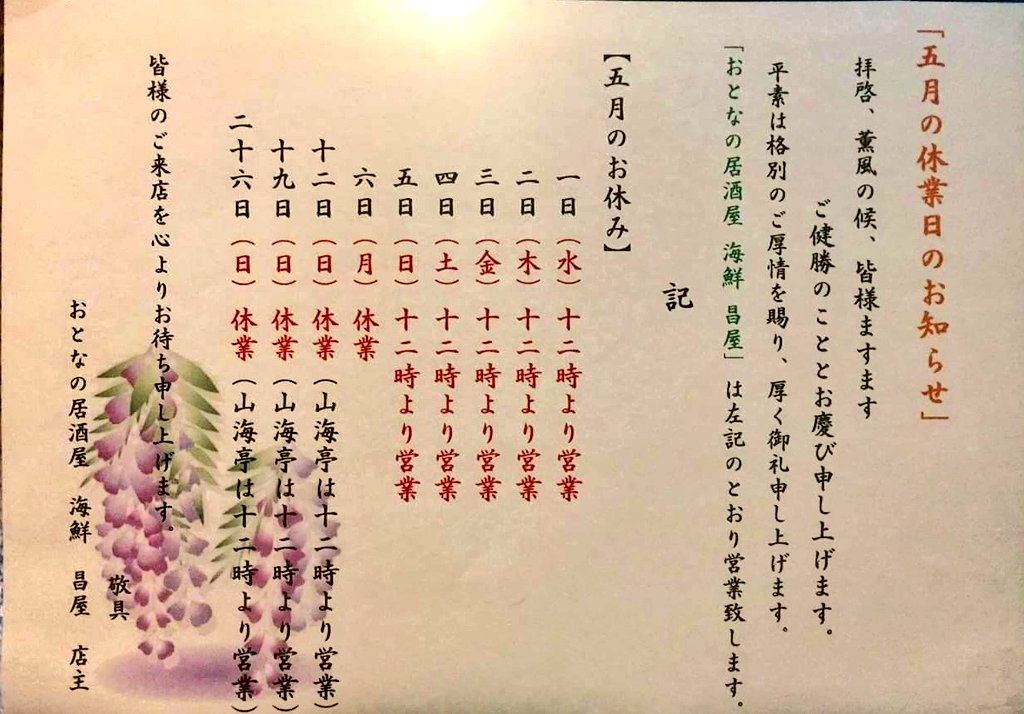 「五月の休業日のお知らせ」
拝啓、薫風の候、皆様ますます
ご健勝のこととお慶び申し上げます。
平素は格別のご厚情を賜り、厚く御礼申し上げます。
「おとなの居酒屋 海鮮 昌屋」は左記のとおり営業致します。
記
【五月のお休み】
一日(水)十二時より営業
二日(木)十二時より営業
三日(金)十二時より営業
四日(土)十二時より営業
五日(日)十二時より営業
六日(月)休業
十二日(日)休業(山海亭は十二時より営業)
十九日(日)休業(山海亭は十二時より営業)
二十六日(日)休業(山海亭は十二時より営業)
皆様のご来店を心よりお待ち申し上げます。
敬具
おとなの居酒屋 海鮮 昌屋 店主